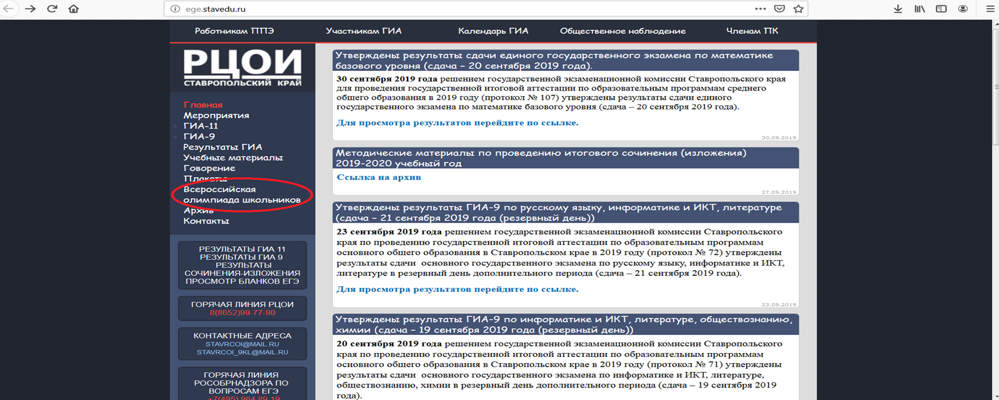 ege.stavedu.ru
Работникам ППЭ
Участникам ГИА
Календарь ГИА
Общественное наблюдение
Членам ПК
РЦОИ
СТАВРОПОЛЬСКИЙ КРАЙ
Главная
Мероприятия
ГИА-11
ГИА-9
Результаты ГИА
Учебные материалы
Говорение
Плакаты
Всероссийская
олимпиада школьников
Архив
Контакты
РЕЗУЛЬТАТЫ ГИА 11
РЕЗУЛЬТАТЫ ГИА 9
РЕЗУЛЬТАТЫ
СОЧИНЕНИЯ-ИЗЛОЖЕНИЯ
ПРОСМОТР БЛАНКОВ ЕГЭ
ГОРЯЧАЯ ЛИНИЯ РЦОИ
8(8652)99-77-90
КОНТАКТНЫЕ АДРЕСА
STAVRCOI@MAIL.RU
STAVRCOI_9KL@MAIL.RU
ГОРЯЧАЯ ЛИНИЯ
РОСОБРНАДЗОРА ПО
ВОПРОСАМ ЕГЭ
+7(495) 984-89-19
Утверждены результаты сдачи единого государственного экзамена по математике
базового уровня (сдача – 20 сентября 2019 года).
30 сентября 2019 года решением государственной экзаменационной комиссии Ставропольского края
для проведения государственной итоговой аттестации по образовательным программам среднего
общего образования в 2019 году (протокол № 107) утверждены результаты сдачи единого
государственного экзамена по математике базового уровня (сдача – 20 сентября 2019 года).
Для просмотра результатов перейдите по ссылке.
30.09.2019
Методические материалы по проведению итогового сочинения (изложения)
2019-2020 учебный год
Ссылка на архив
27.09.2019
Утверждены результаты ГИА-9 по русскому языку, информатике и ИКТ, литературе
(сдача – 21 сентября 2019 года (резервный день))
23 сентября 2019 года решением государственной экзаменационной комиссии Ставропольского
края по проведению государственной итоговой аттестации по образовательным программам
основного общего образования в Ставропольском крае в 2019 году (протокол № 72) утверждены
результаты сдачи основного государственного экзамена по русскому языку, информатике и ИКТ,
литературе в резервный день дополнительного периода (сдача – 21 сентября 2019 года).
Для просмотра результатов перейдите по ссылке.
23.09.2019
Утверждены результаты ГИА-9 по информатике и ИКТ, литературе, обществознанию,
химии (сдача – 19 сентября 2019 года (резервный день))
20 сентября 2019 года решением государственной экзаменационной комиссии Ставропольского
края по проведению государственной итоговой аттестации по образовательным программам
основного общего образования в Ставропольском крае в 2019 году (протокол № 71) утверждены
результаты сдачи основного государственного экзамена по информатике и ИКТ, литературе,
обществознанию, химии в резервный день дополнительного периода (сдача – 19 сентября 2019
года).